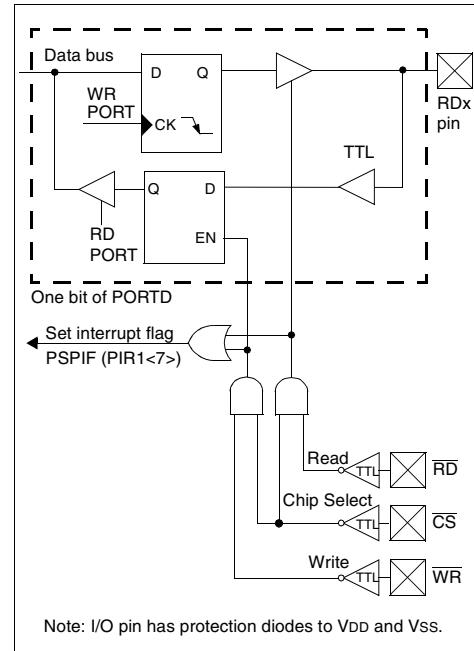 Data bus
D Q
WR
PORT
CK
RDx
pin
TTL
Q D
EN
RD
PORT
One bit of PORTD
Set interrupt flag
PSPIF (PIR1<7>)
Read
TTL
RD
Chip Select
TTL
CS
Write
TTL
WR
Note: I/O pin has protection diodes to VDD and VSS.